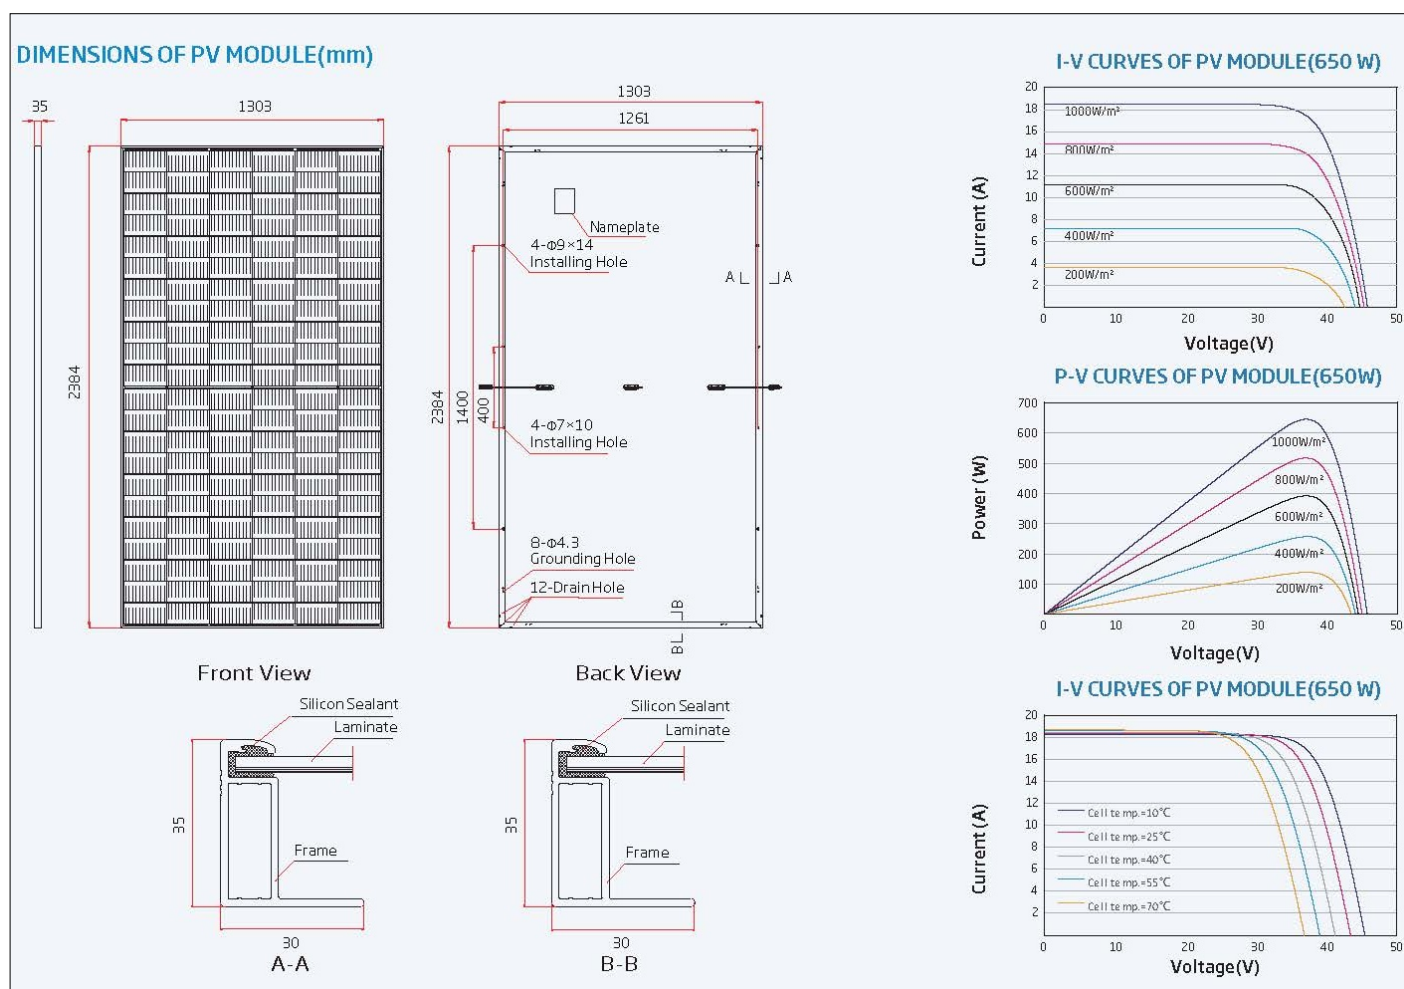 DIMENSIONS OF PV MODULE(mm)
35
1303
2384
Front View
1303
1261
Nameplate
4-Φ9×14
Installing Hole
A
A
2384
1400
400
4-Φ7×10
Installing Hole
8-Φ4.3
Grounding Hole
12-Drain Hole
B
B
Back View
Silicon Sealant
Laminate
35
Frame
30
A-A
Silicon Sealant
Laminate
35
Frame
30
B-B
I-V CURVES OF PV MODULE(650 W)
20
18
16
14
12
10
8
6
4
2
Current (A)
1000W/m²
800W/m²
600W/m²
400W/m²
200W/m²
0 10 20 30 40 50
Voltage(V)
P-V CURVES OF PV MODULE(650W)
700
600
500
400
300
200
100
Power (W)
1000W/m²
800W/m²
600W/m²
400W/m²
200W/m²
0 10 20 30 40 50
Voltage(V)
I-V CURVES OF PV MODULE(650 W)
20
18
16
14
12
10
8
6
4
2
Current (A)
Cell temp.=10℃
Cell temp.=25℃
Cell temp.=40℃
Cell temp.=55℃
Cell temp.=70℃
0 10 20 30 40 50
Voltage(V)